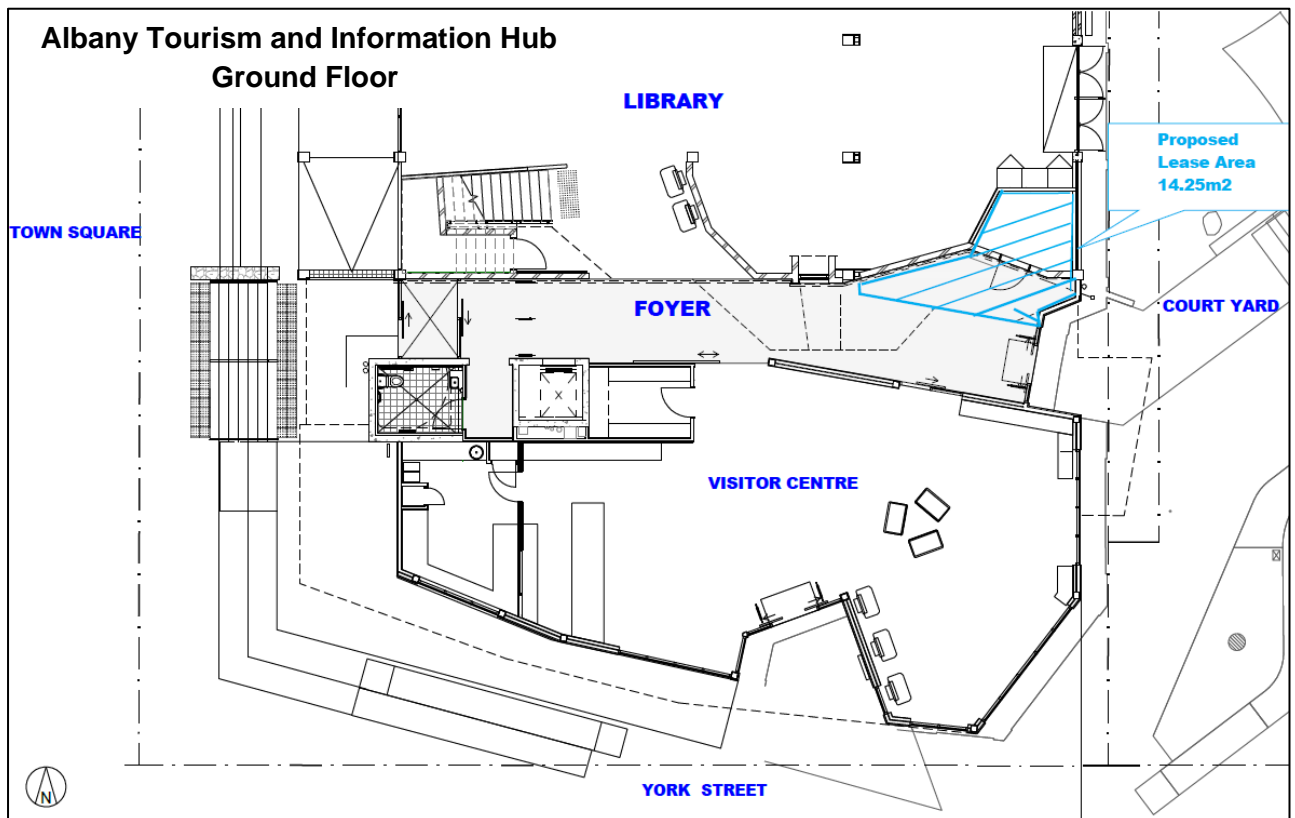 Albany Tourism and Information Hub
Ground Floor
LIBRARY
Proposed
Lease Area
14.25m2
TOWN SQUARE
FOYER
COURT YARD
VISITOR CENTRE
YORK STREET
N